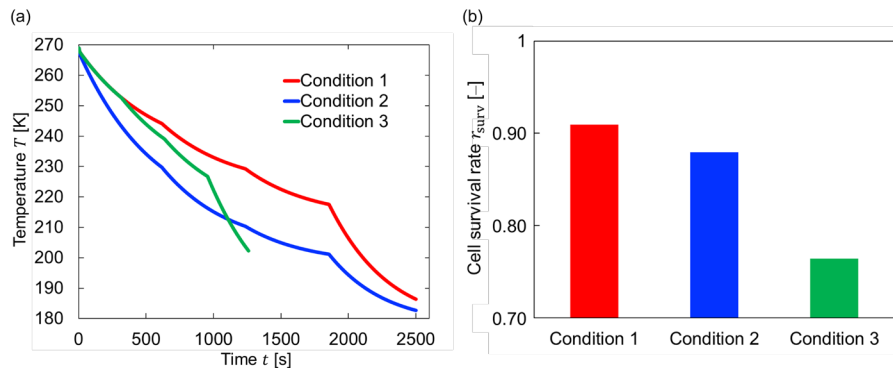 (a)
270
260
250
240
230
220
210
200
190
180
Temperature T [K]
0
500
1000
1500
2000
2500
Time t [s]
Condition 1
Condition 2
Condition 3
(b)
1
0.90
0.80
0.70
Cell survival rate r_surv [–]
Condition 1
Condition 2
Condition 3